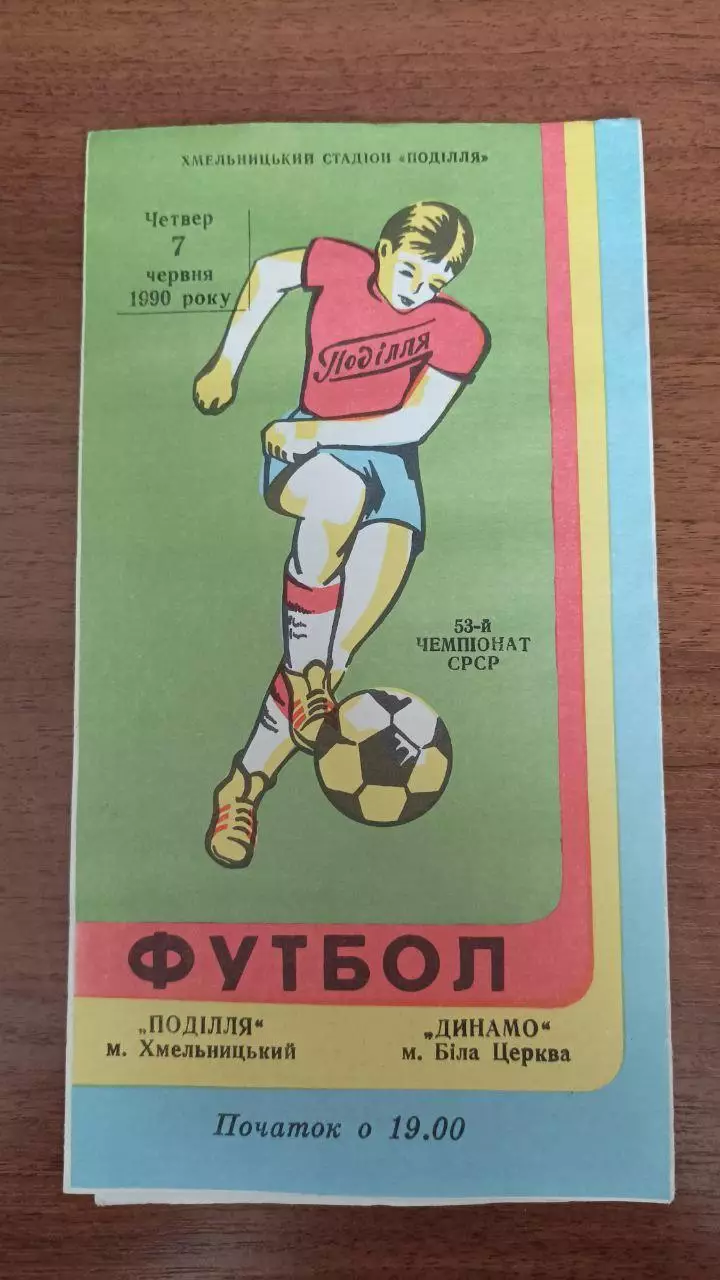 ХМЕЛЬНИЦЬКИЙ СТАДІОН «ПОДІЛЛЯ»
Четвер
7
червня
1990 року
Поділля
53-й
ЧЕМПІОНАТ
СРСР
ФУТБОЛ
„ПОДІЛЛЯ“ „ДИНАМО“
м. Хмельницький м. Біла Церква
Початок о 19.00